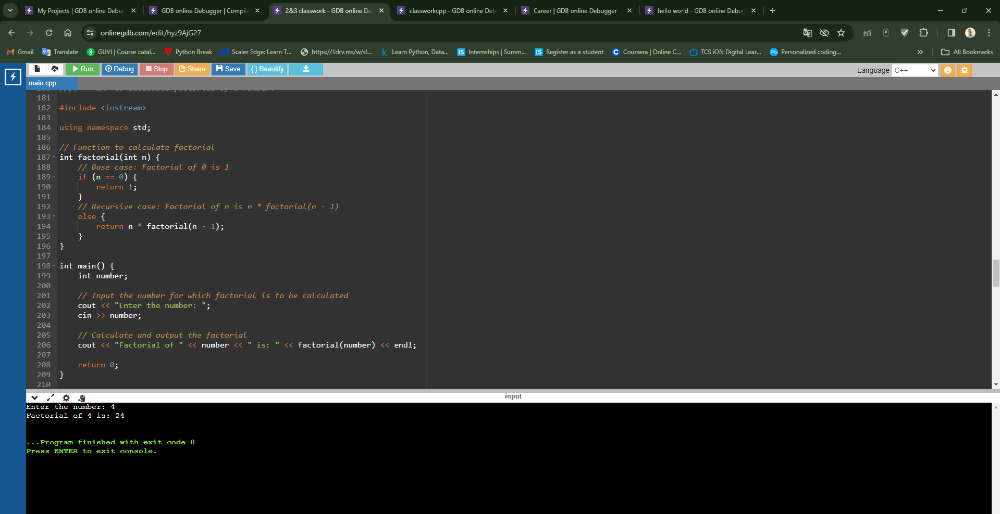 My Projects | GDB online Debug
GDB online Debugger | Compile
2&3 classwork - GDB online De
classworkcpp - GDB online Deb
Career | GDB online Debugger
hello world - GDB online Debug
onlinegdb.com/edit/hyz9AjG27
Gmail
Translate
GUVI | Course catal...
Python Break
Scaler Edge: Learn T...
https://1drv.ms/w/s!...
Learn Python, Data...
IS Internships | Summ...
IS Register as a student
Coursera | Online C...
TCS iON Digital Lear...
Pb Personalized coding...
All Bookmarks
Run
Debug
Stop
Share
Save
{ } Beautify
Language C++
main.cpp
181
182 #include <iostream>
183
184 using namespace std;
185
186 // Function to calculate factorial
187 int factorial(int n) {
188 // Base case: Factorial of 0 is 1
189 if (n == 0) {
190 return 1;
191 }
192 // Recursive case: Factorial of n is n * factorial(n - 1)
193 else {
194 return n * factorial(n - 1);
195 }
196 }
197
198 int main() {
199 int number;
200
201 // Input the number for which factorial is to be calculated
202 cout << "Enter the number: ";
203 cin >> number;
204
205 // Calculate and output the factorial
206 cout << "Factorial of " << number << " is: " << factorial(number) << endl;
207
208 return 0;
209 }
210
input
Enter the number: 4
Factorial of 4 is: 24
...Program finished with exit code 0
Press ENTER to exit console.